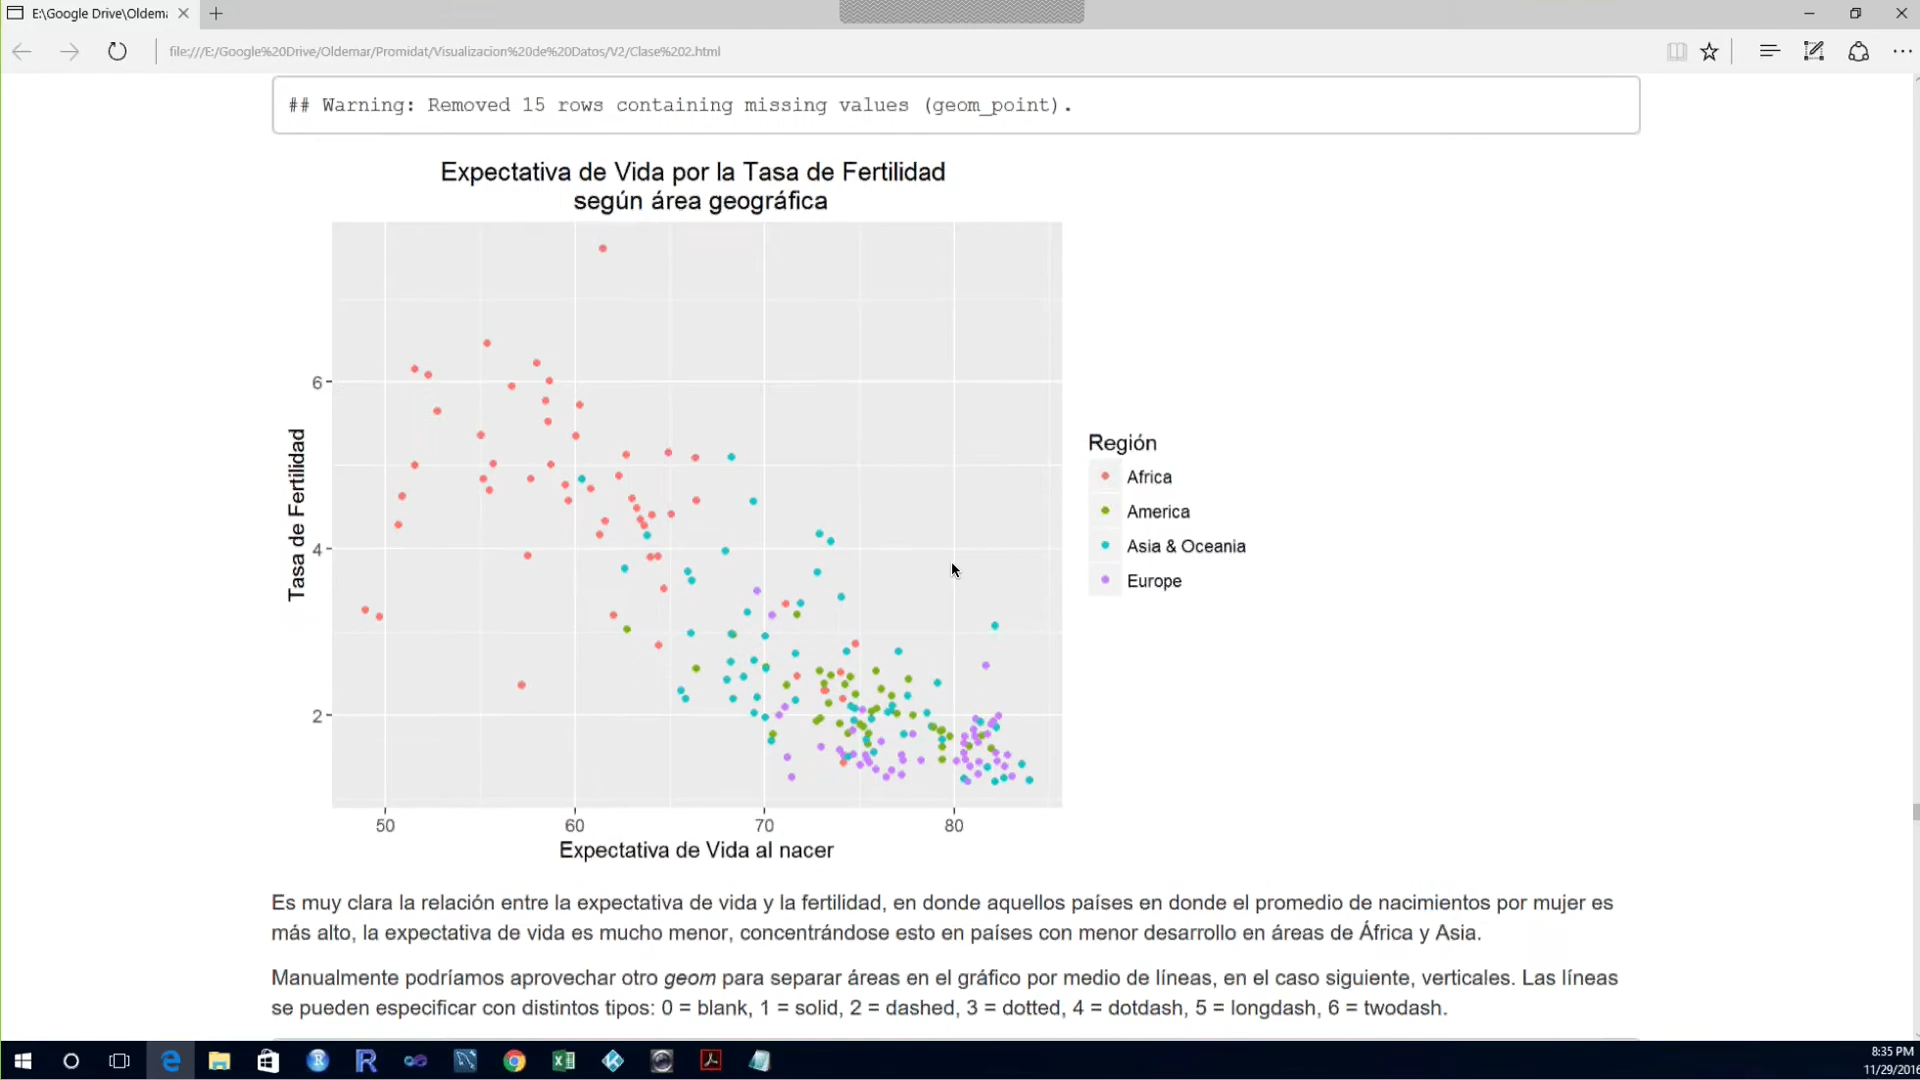 E:\Google Drive\Oldema
file:///E:/Google%20Drive/Oldemar/Promidat/Visualizacion%20de%20Datos/V2/Clase%202.html
## Warning: Removed 15 rows containing missing values (geom_point).
Expectativa de Vida por la Tasa de Fertilidad
según área geográfica
Tasa de Fertilidad
6
4
2
50 60 70 80
Expectativa de Vida al nacer
Región
Africa
America
Asia & Oceania
Europe
Es muy clara la relación entre la expectativa de vida y la fertilidad, en donde aquellos países en donde el promedio de nacimientos por mujer es
más alto, la expectativa de vida es mucho menor, concentrándose esto en países con menor desarrollo en áreas de África y Asia.
Manualmente podríamos aprovechar otro geom para separar áreas en el gráfico por medio de líneas, en el caso siguiente, verticales. Las líneas
se pueden especificar con distintos tipos: 0 = blank, 1 = solid, 2 = dashed, 3 = dotted, 4 = dotdash, 5 = longdash, 6 = twodash.
8:35 PM
11/29/2016